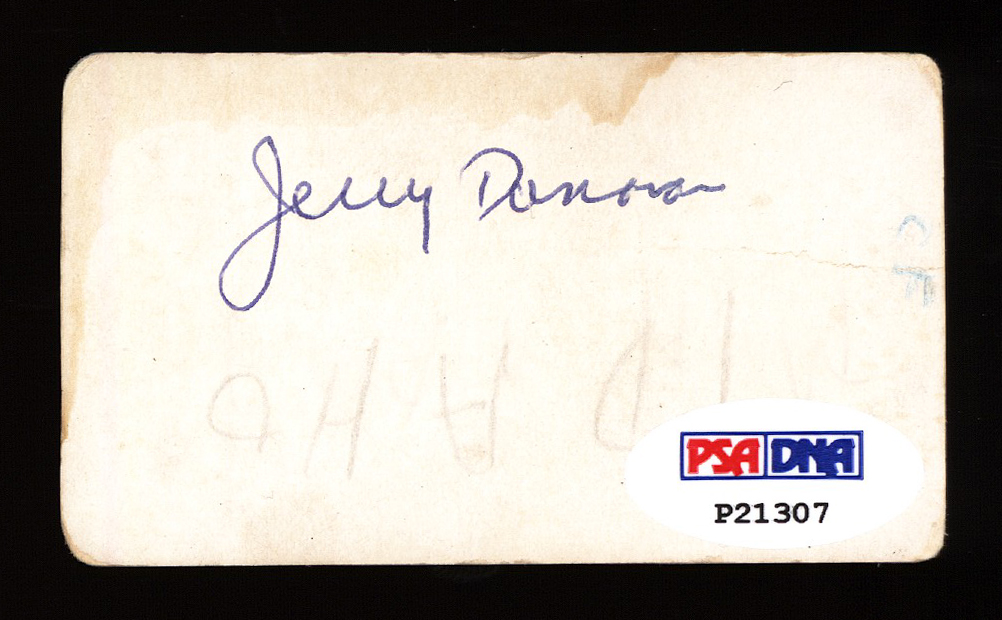 Jerry Donovan
PSA DNA
P21307